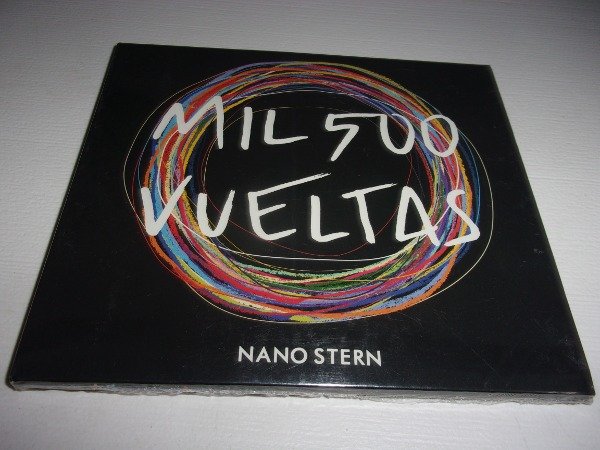 MIL 500
VUELTAS
NANO STERN